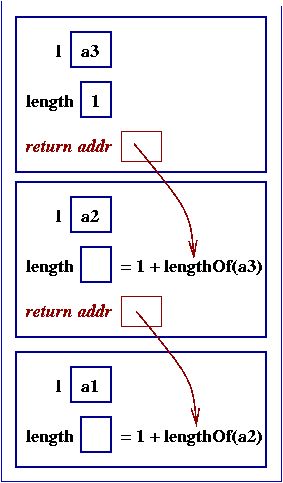 l a3
length 1
return addr
l a2
length = 1 + lengthOf(a3)
return addr
l a1
length = 1 + lengthOf(a2)